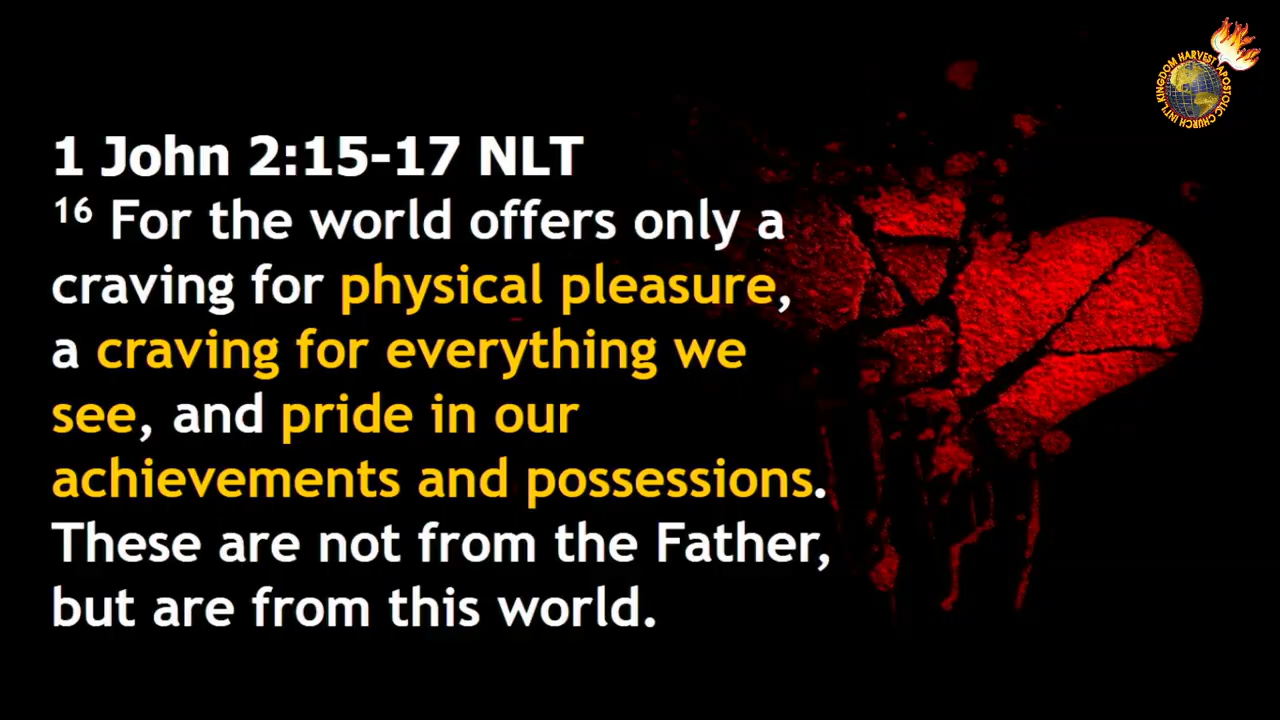 1 John 2:15-17 NLT
16 For the world offers only a
craving for physical pleasure,
a craving for everything we
see, and pride in our
achievements and possessions.
These are not from the Father,
but are from this world.
KINGDOM HARVEST APOSTOLIC CHURCH INT'L